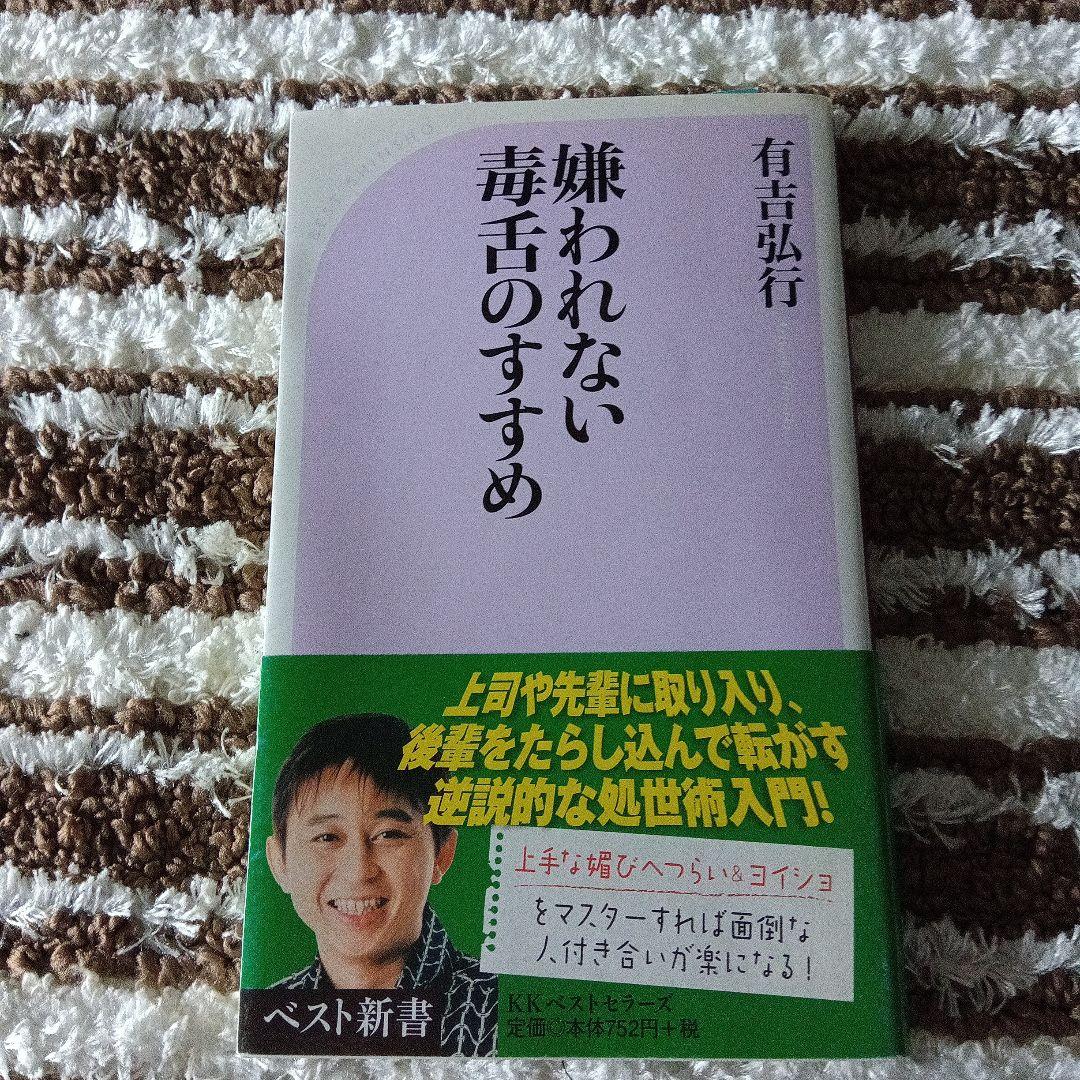 有吉弘行
嫌われない
毒舌のすすめ
上司や先輩に取り入り、
後輩をたらし込んで転がす
逆説的な処世術入門!
上手な媚びへつらい&ヨイショ
をマスターすれば面倒な
人付き合いが楽になる!
ベスト新書
KKベストセラーズ
定価◎本体752円+税